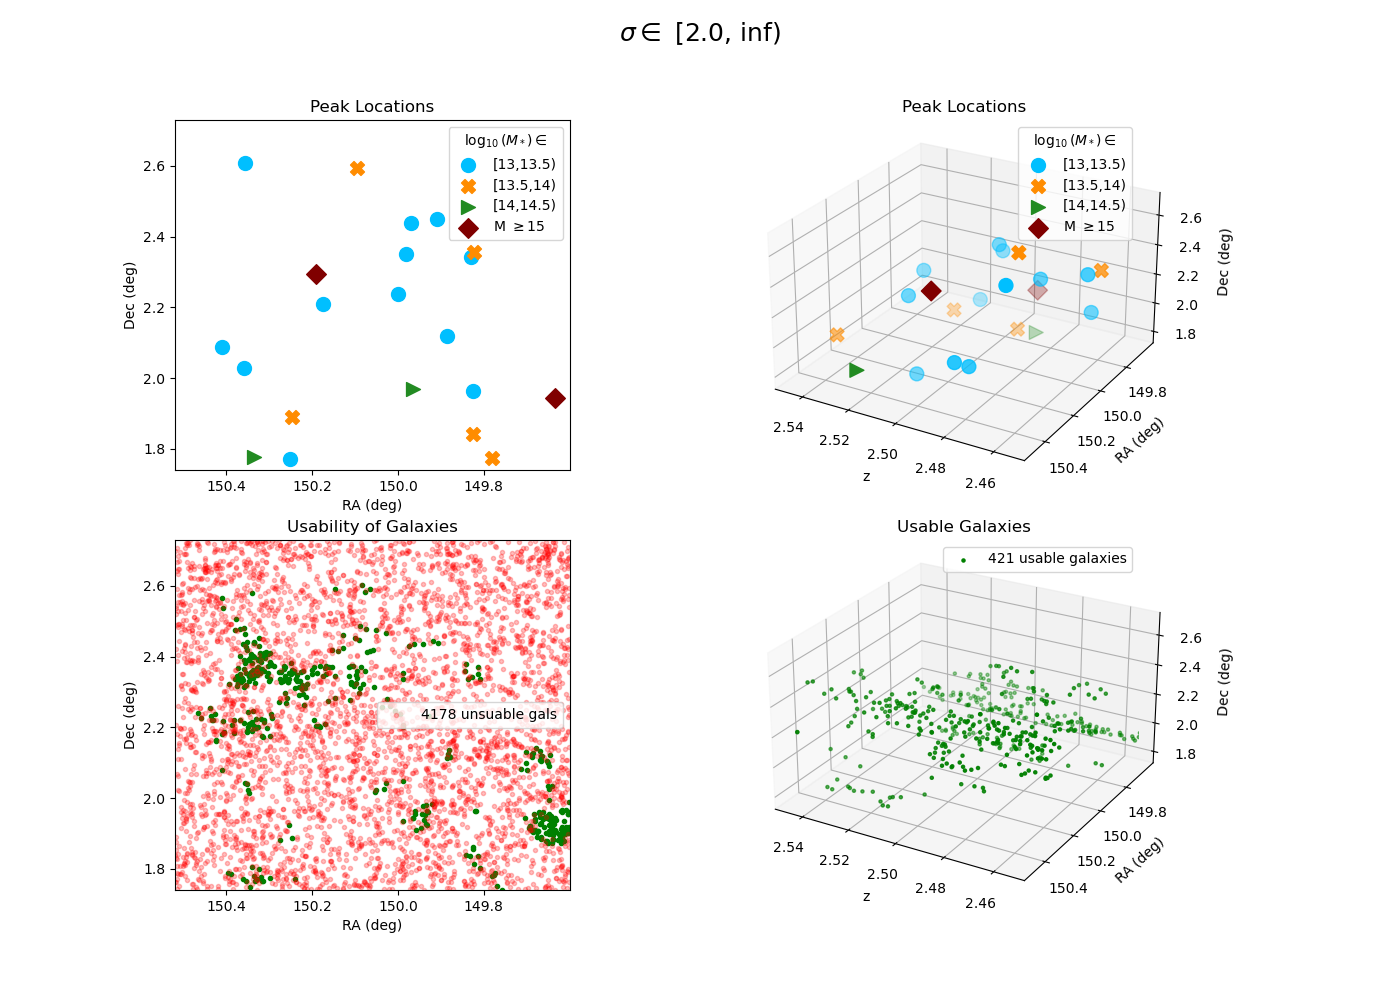 σ ∈ [2.0, inf)
Peak Locations
log₁₀(M*) ∈
[13,13.5)
[13.5,14)
[14,14.5)
M ≥15
2.6
2.4
2.2
2.0
1.8
Dec (deg)
150.4 150.2 150.0 149.8
RA (deg)
Peak Locations
log₁₀(M*) ∈
[13,13.5)
[13.5,14)
[14,14.5)
M ≥15
2.6
2.4
2.2
2.0
1.8
Dec (deg)
149.8
150.0
150.2
150.4
RA (deg)
2.54
2.52
2.50
2.48
2.46
z
Usability of Galaxies
4178 unsuable gals
2.6
2.4
2.2
2.0
1.8
Dec (deg)
150.4 150.2 150.0 149.8
RA (deg)
Usable Galaxies
421 usable galaxies
2.6
2.4
2.2
2.0
1.8
Dec (deg)
149.8
150.0
150.2
150.4
RA (deg)
2.54
2.52
2.50
2.48
2.46
z